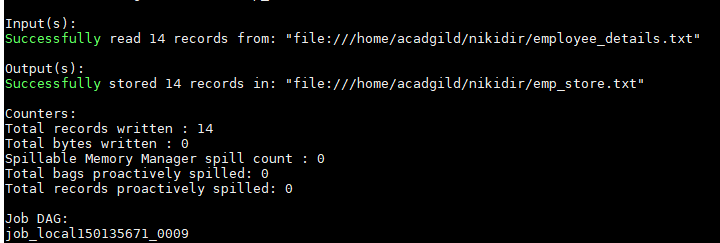 Input(s):
Successfully read 14 records from: "file:///home/acadgild/nikidir/employee_details.txt"
Output(s):
Successfully stored 14 records in: "file:///home/acadgild/nikidir/emp_store.txt"
Counters:
Total records written : 14
Total bytes written : 0
Spillable Memory Manager spill count : 0
Total bags proactively spilled: 0
Total records proactively spilled: 0
Job DAG:
job_local150135671_0009